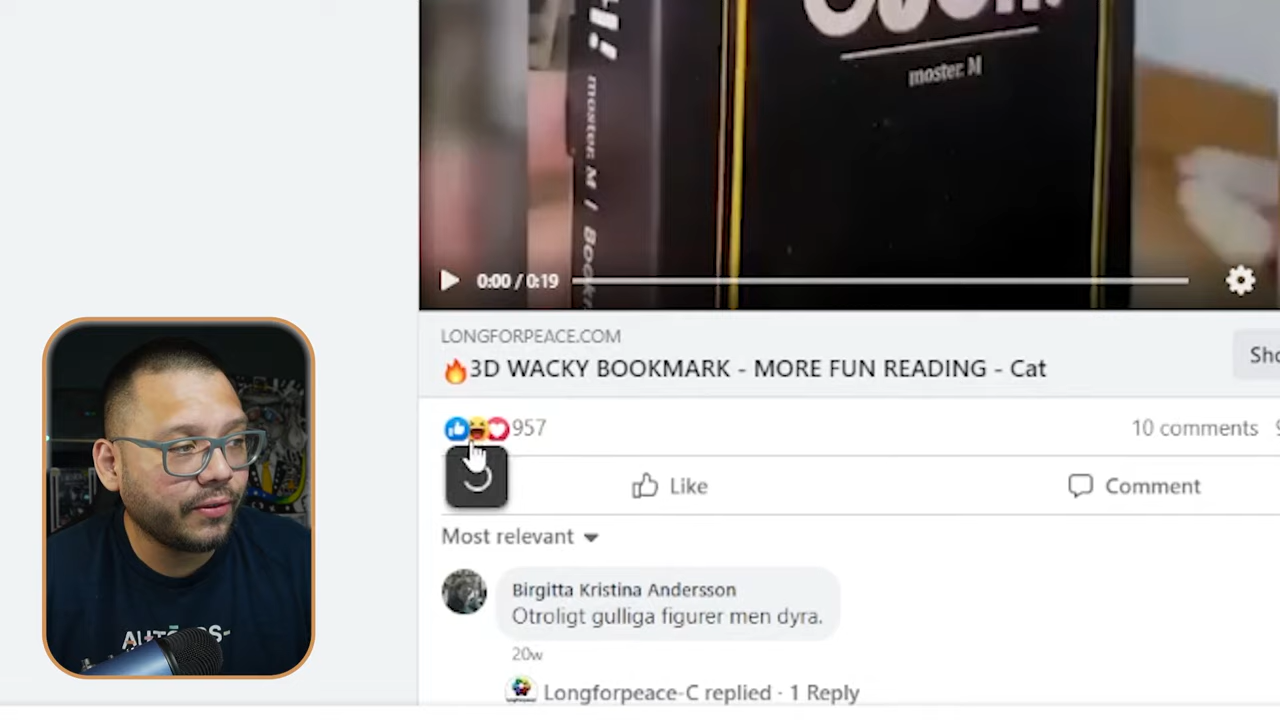 moster. M
moster. M /
0:00 / 0:19
LONGFORPEACE.COM
🔥3D WACKY BOOKMARK - MORE FUN READING - Cat
957
10 comments
Like
Comment
Most relevant
Birgitta Kristina Andersson
Otroligt gulliga figurer men dyra.
20w
Longforpeace-C replied · 1 Reply